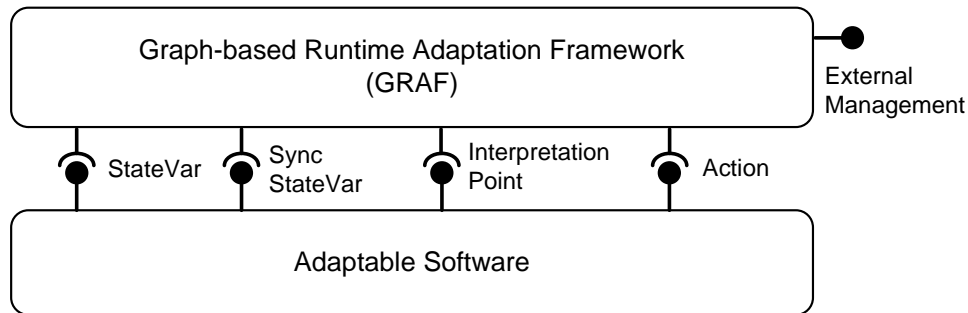 Graph-based Runtime Adaptation Framework
(GRAF)
External
Management
StateVar
Sync
StateVar
Interpretation
Point
Action
Adaptable Software